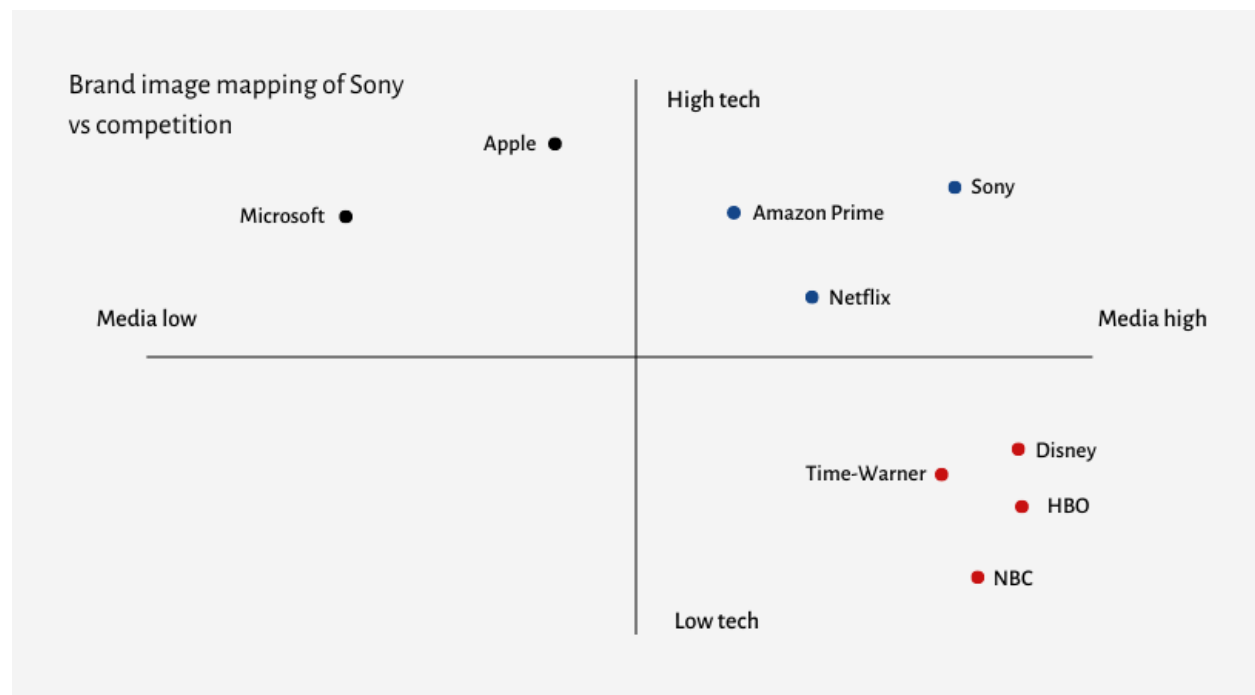 Brand image mapping of Sony
vs competition
High tech
Apple
Sony
Microsoft
Amazon Prime
Netflix
Media low
Media high
Disney
Time-Warner
HBO
NBC
Low tech